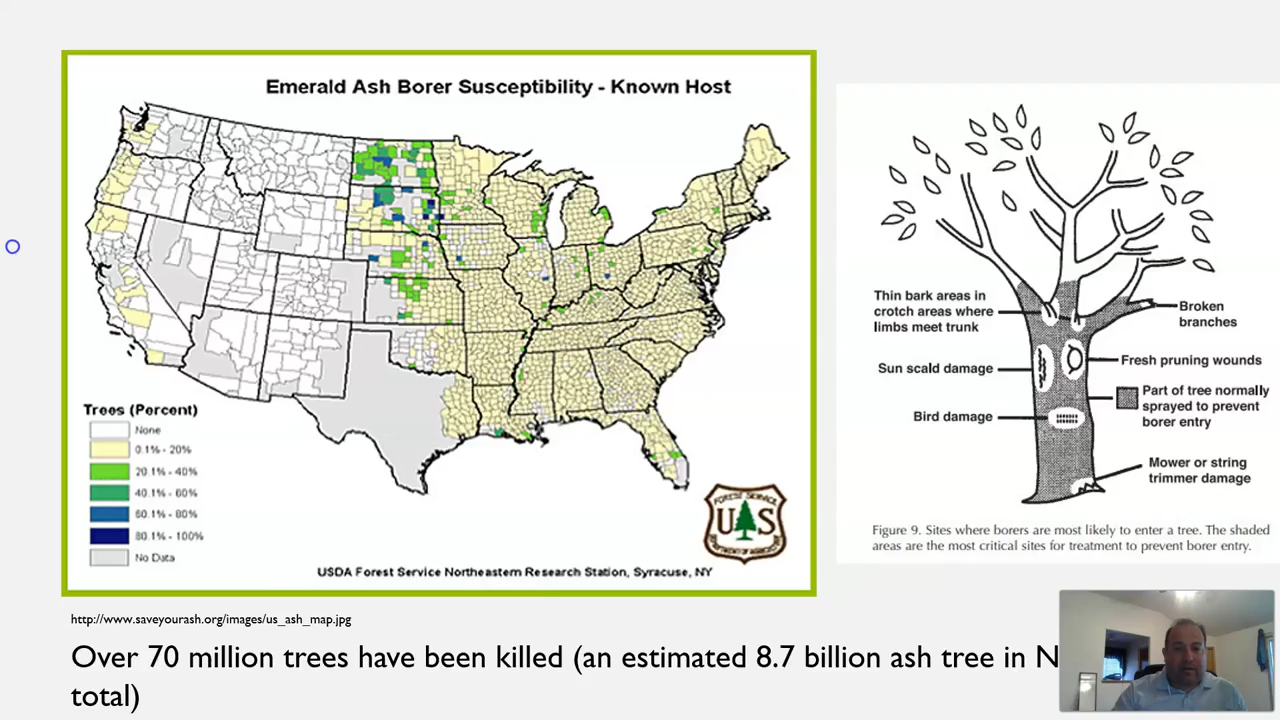 Emerald Ash Borer Susceptibility - Known Host
Trees (Percent)
None
0.1% - 20%
20.1% - 40%
40.1% - 60%
60.1% - 80%
80.1% - 100%
No Data
FOREST SERVICE
U S
DEPARTMENT OF AGRICULTURE
USDA Forest Service Northeastern Research Station, Syracuse, NY
Thin bark areas in
crotch areas where
limbs meet trunk
Sun scald damage
Bird damage
Broken
branches
Fresh pruning wounds
Part of tree normally
sprayed to prevent
borer entry
Mower or string
trimmer damage
Figure 9. Sites where borers are most likely to enter a tree. The shaded
areas are the most critical sites for treatment to prevent borer entry.
http://www.saveyourash.org/images/us_ash_map.jpg
Over 70 million trees have been killed (an estimated 8.7 billion ash tree in N
total)